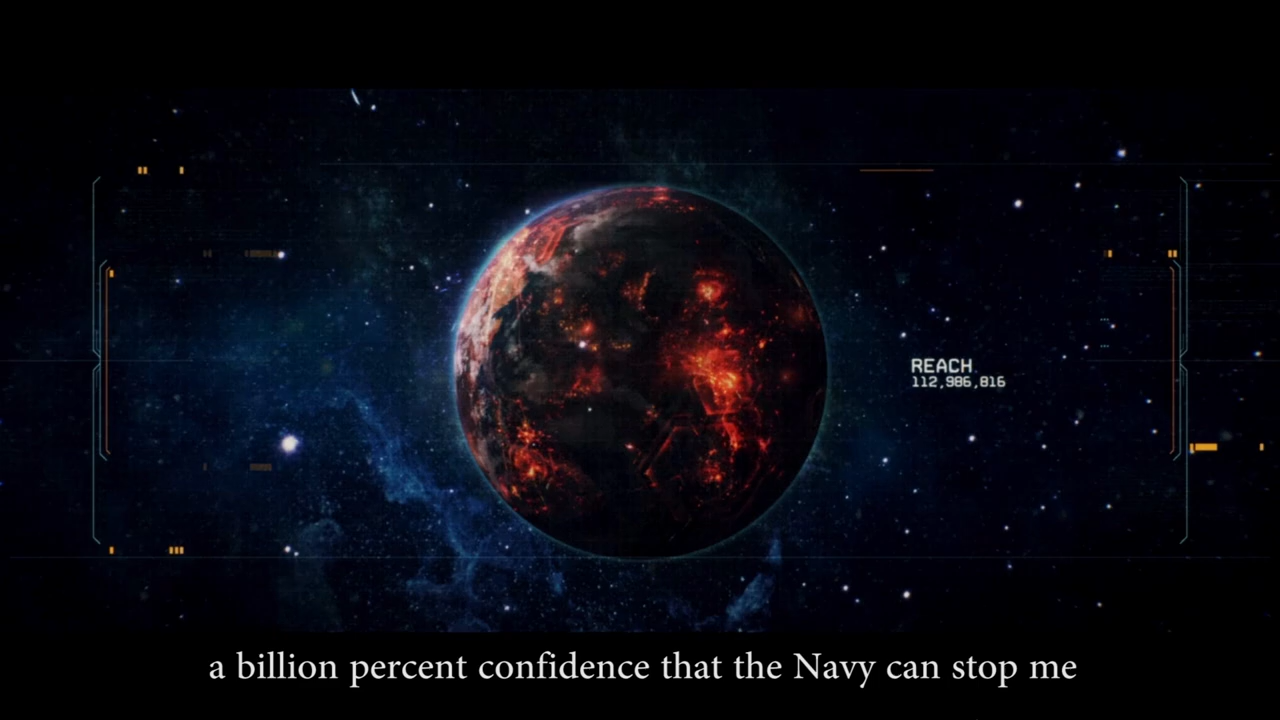 REACH
112,986,816
a billion percent confidence that the Navy can stop me